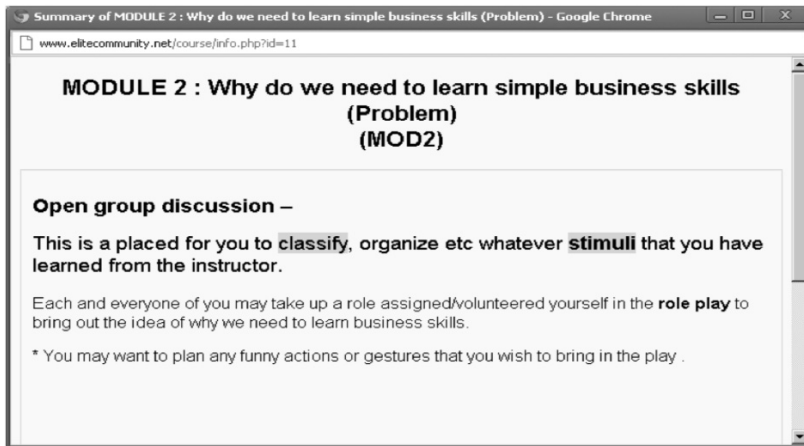 Summary of MODULE 2 : Why do we need to learn simple business skills (Problem) - Google Chrome
www.elitecommunity.net/course/info.php?id=11
MODULE 2 : Why do we need to learn simple business skills
(Problem)
(MOD2)
Open group discussion –
This is a placed for you to classify, organize etc whatever stimuli that you have
learned from the instructor.
Each and everyone of you may take up a role assigned/volunteered yourself in the role play to
bring out the idea of why we need to learn business skills.
* You may want to plan any funny actions or gestures that you wish to bring in the play .